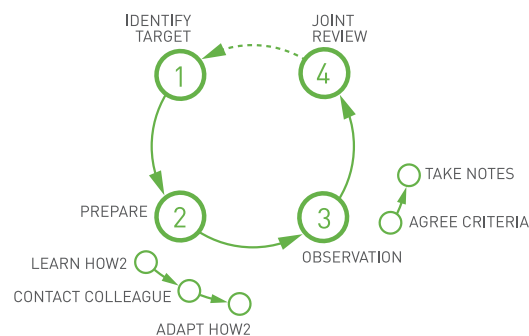 IDENTIFY
TARGET
1
JOINT
REVIEW
4
PREPARE
2
3
OBSERVATION
TAKE NOTES
AGREE CRITERIA
LEARN HOW2
CONTACT COLLEAGUE
ADAPT HOW2